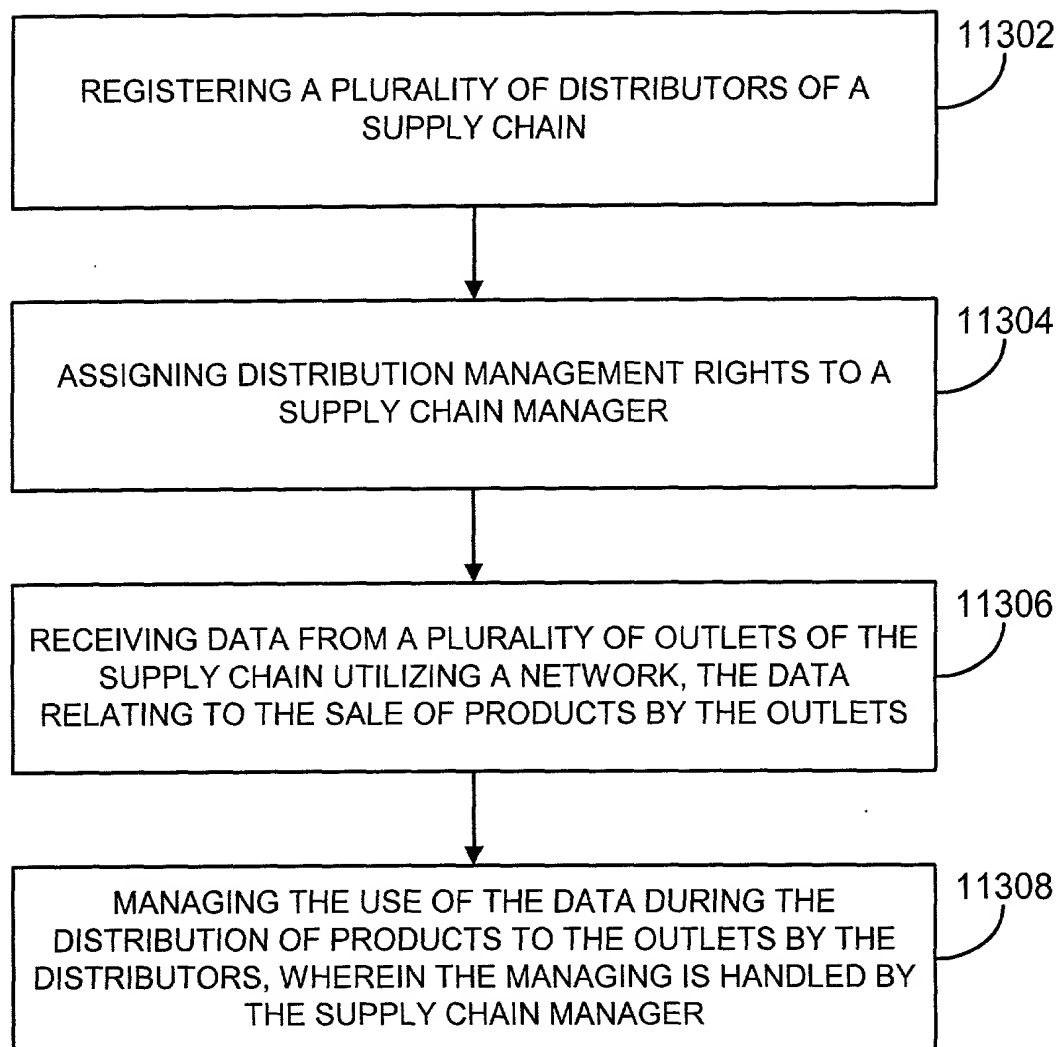 11302
REGISTERING A PLURALITY OF DISTRIBUTORS OF A
SUPPLY CHAIN
11304
ASSIGNING DISTRIBUTION MANAGEMENT RIGHTS TO A
SUPPLY CHAIN MANAGER
11306
RECEIVING DATA FROM A PLURALITY OF OUTLETS OF THE
SUPPLY CHAIN UTILIZING A NETWORK, THE DATA
RELATING TO THE SALE OF PRODUCTS BY THE OUTLETS
11308
MANAGING THE USE OF THE DATA DURING THE
DISTRIBUTION OF PRODUCTS TO THE OUTLETS BY THE
DISTRIBUTORS, WHEREIN THE MANAGING IS HANDLED BY
THE SUPPLY CHAIN MANAGER